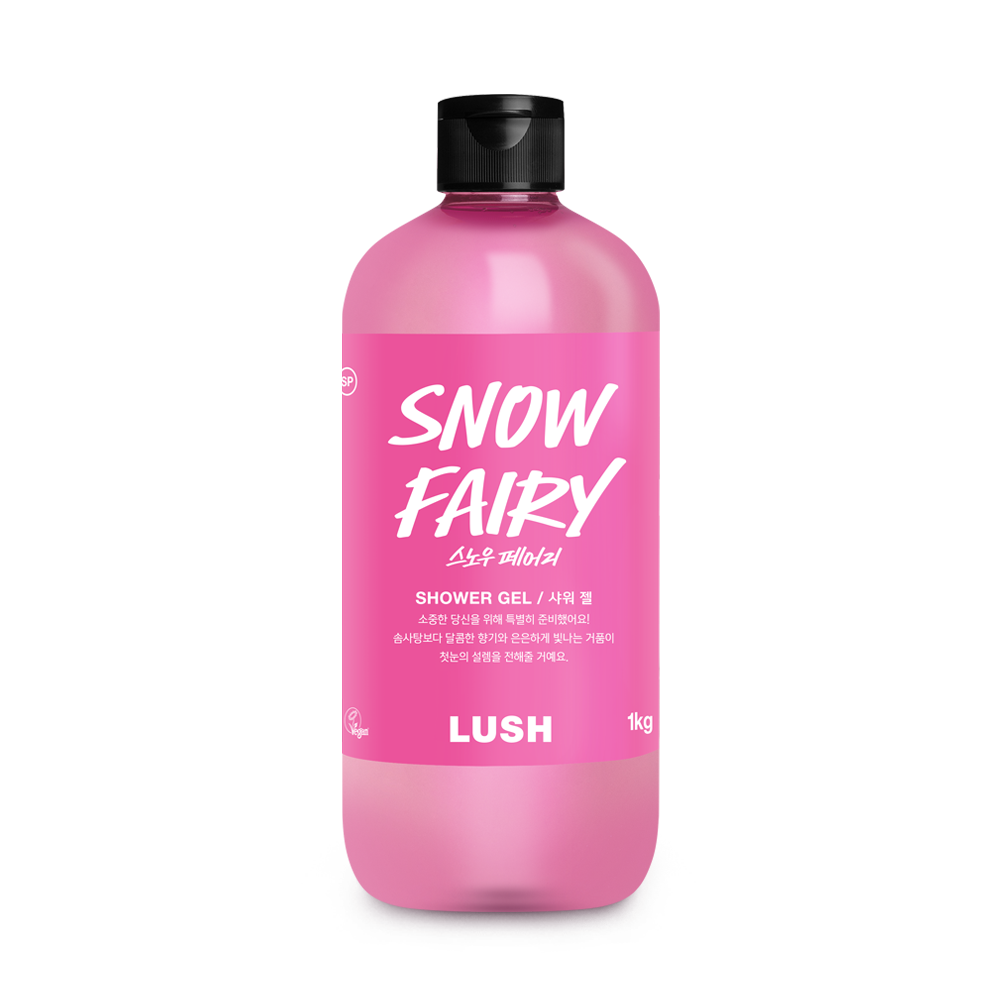 SP
SNOW
FAIRY
스노우 페어리
SHOWER GEL / 샤워 젤
소중한 당신을 위해 특별히 준비했어요!
솜사탕보다 달콤한 향기와 은은하게 빛나는 거품이
첫눈의 설렘을 전해줄 거예요.
Vegan
LUSH
1kg